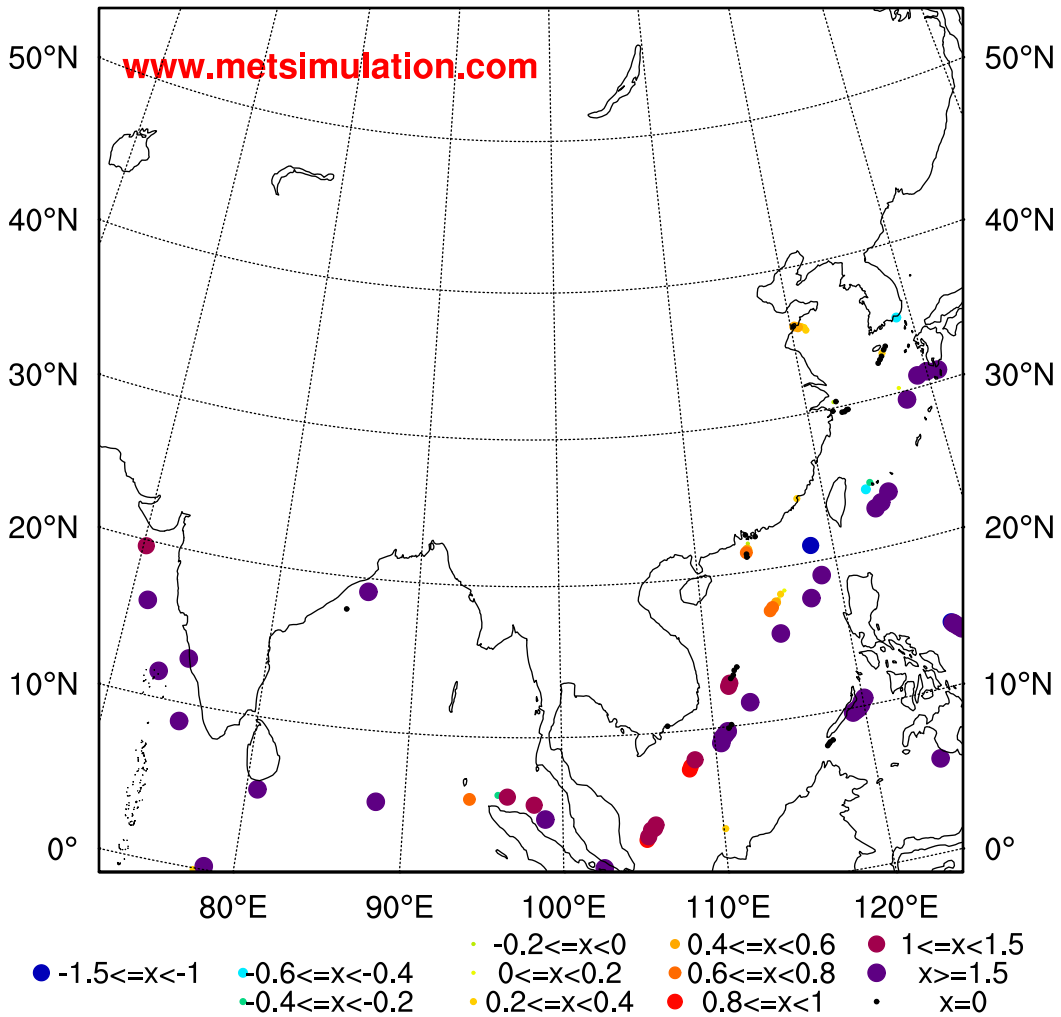 50°N 50°N
www.metsimulation.com
40°N 40°N
30°N 30°N
20°N 20°N
10°N 10°N
0° 0°
80°E 90°E 100°E 110°E 120°E
-0.2<=x<0 0.4<=x<0.6 1<=x<1.5
-1.5<=x<-1 -0.6<=x<-0.4 0<=x<0.2 0.6<=x<0.8 x>=1.5
-0.4<=x<-0.2 0.2<=x<0.4 0.8<=x<1 x=0